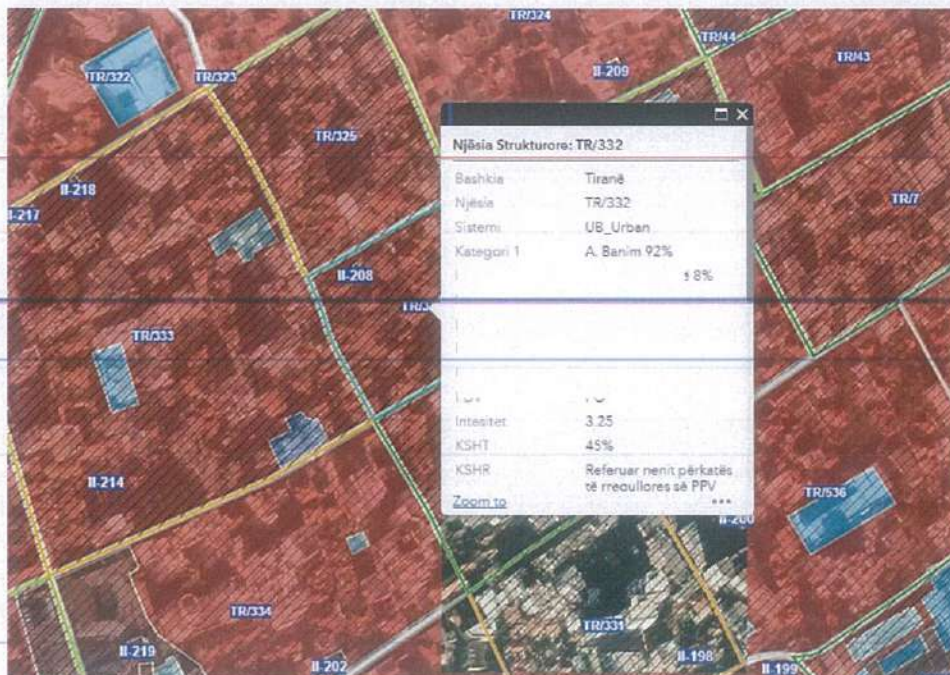 TR/324
TR/44
TR/43
TR/322
TR/323
II-209
TR/325
Njësia Strukturore: TR/332
Bashkia Tiranë
Njësia TR/332
Sistemi UB_Urban
Kategori 1 A. Banim 92%
8%
Intesitet 3.25
KSHT 45%
KSHR Referuar nenit përkatës
të rregullores së PPV
Zoom to
II-218
II-217
TR/7
II-208
TR/333
II-214
TR/536
II-200
TR/334
TR/331
II-219
II-202
II-198
II-199